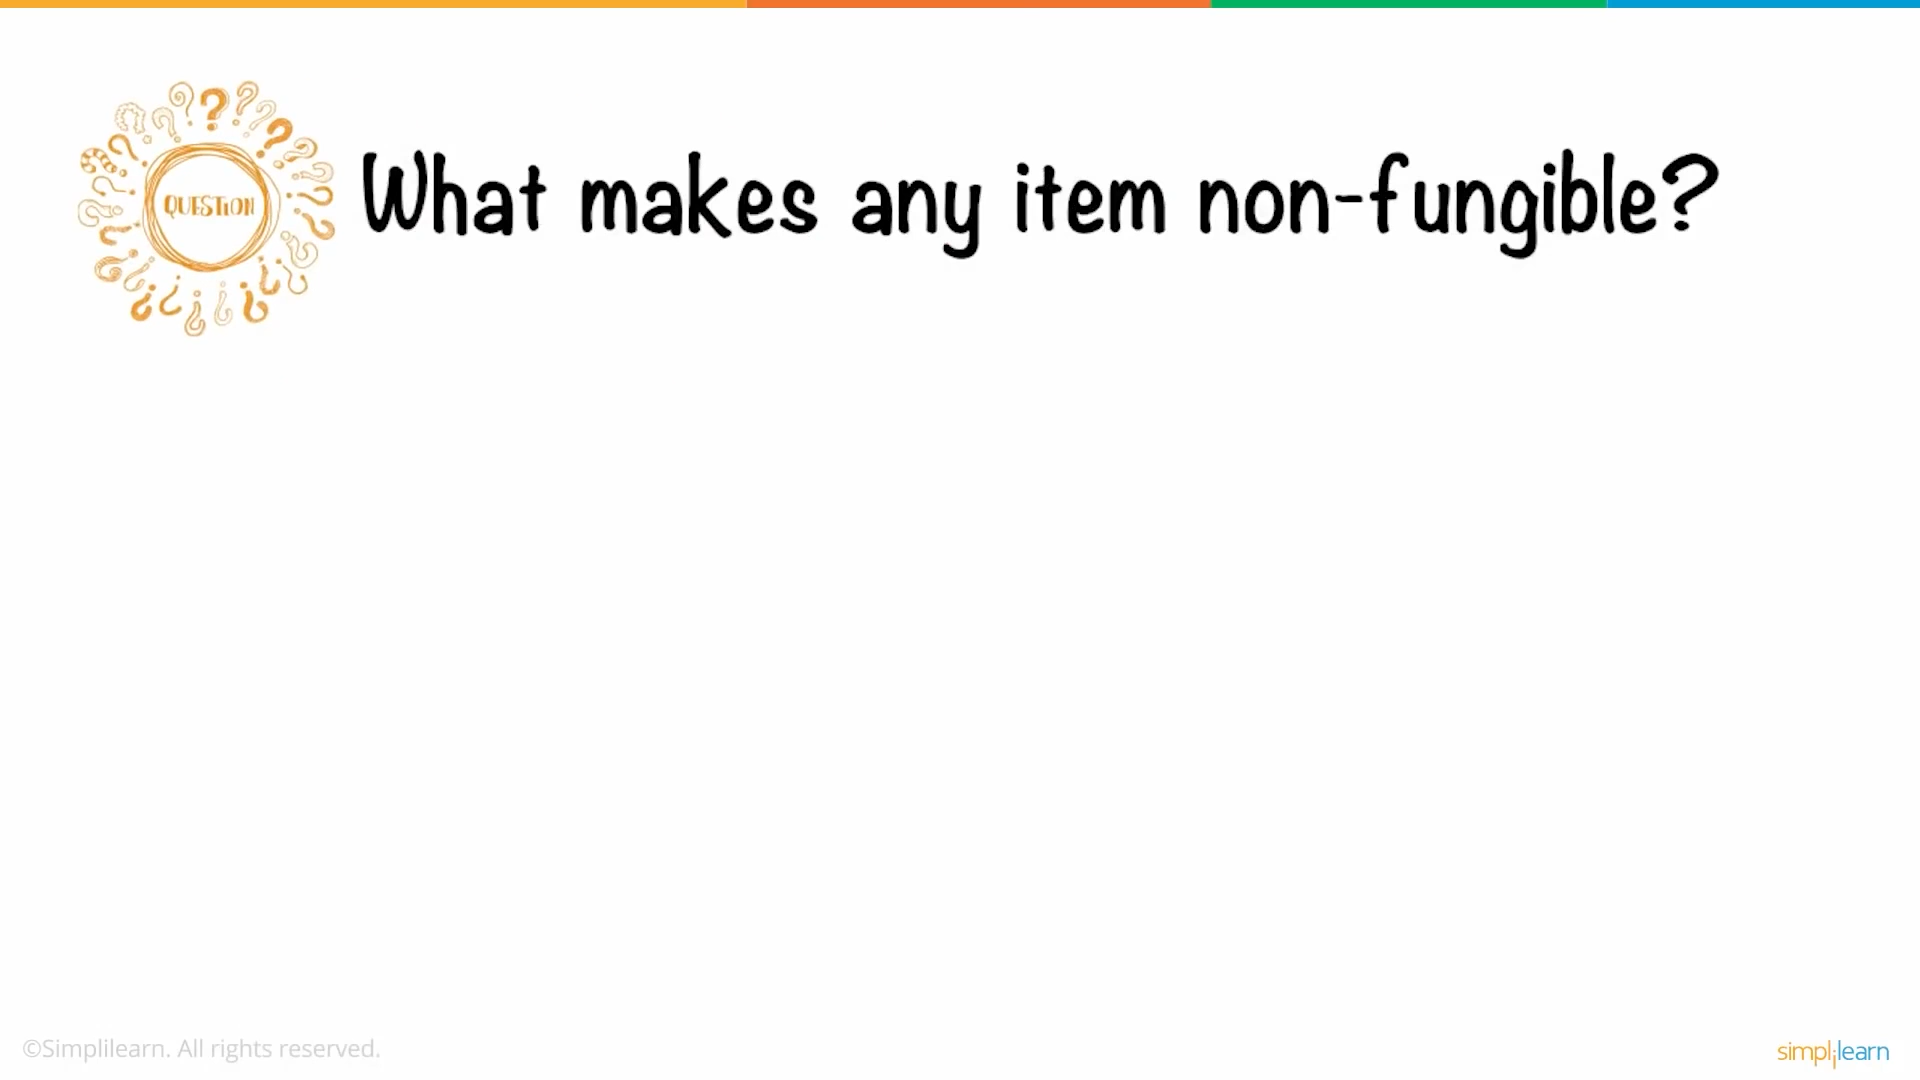 QUESTION
What makes any item non-fungible?
©Simplilearn. All rights reserved.
simplilearn